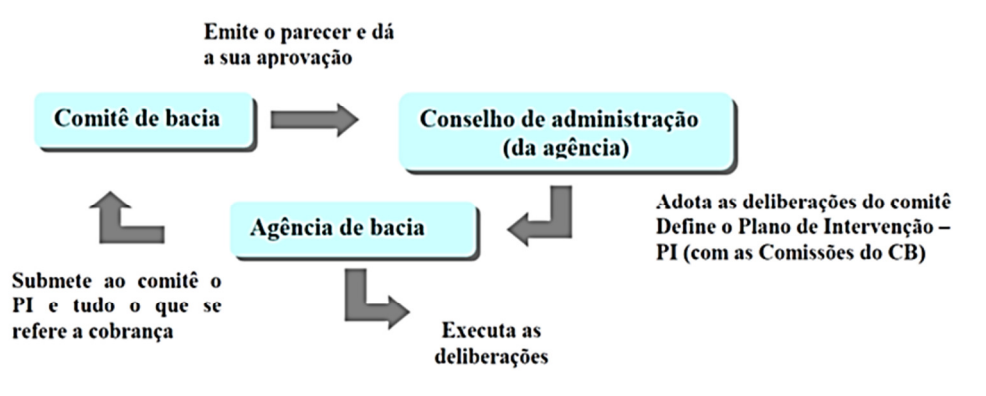 Emite o parecer e dá
a sua aprovação
Comitê de bacia
Conselho de administração
(da agência)
Adota as deliberações do comitê
Define o Plano de Intervenção –
PI (com as Comissões do CB)
Agência de bacia
Submete ao comitê o
PI e tudo o que se
refere a cobrança
Executa as
deliberações